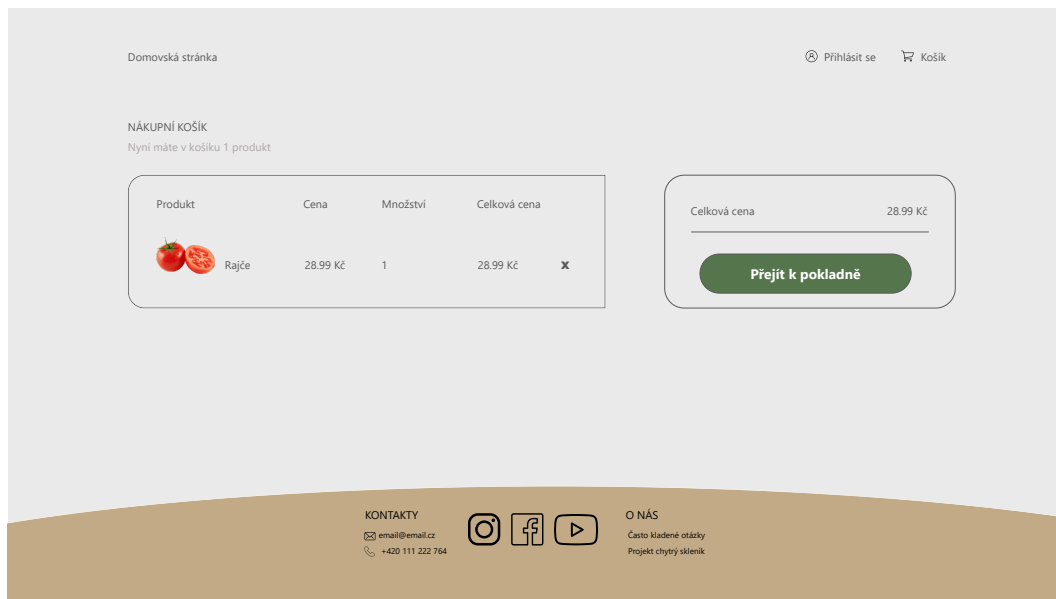 Domovská stránka
Přihlásit se
Košík
NÁKUPNÍ KOŠÍK
Nyní máte v košíku 1 produkt
Produkt Cena Množství Celková cena
Rajče 28.99 Kč 1 28.99 Kč x
Celková cena 28.99 Kč
Přejít k pokladně
KONTAKTY
email@email.cz
+420 111 222 764
O NÁS
Často kladené otázky
Projekt chytrý skleník